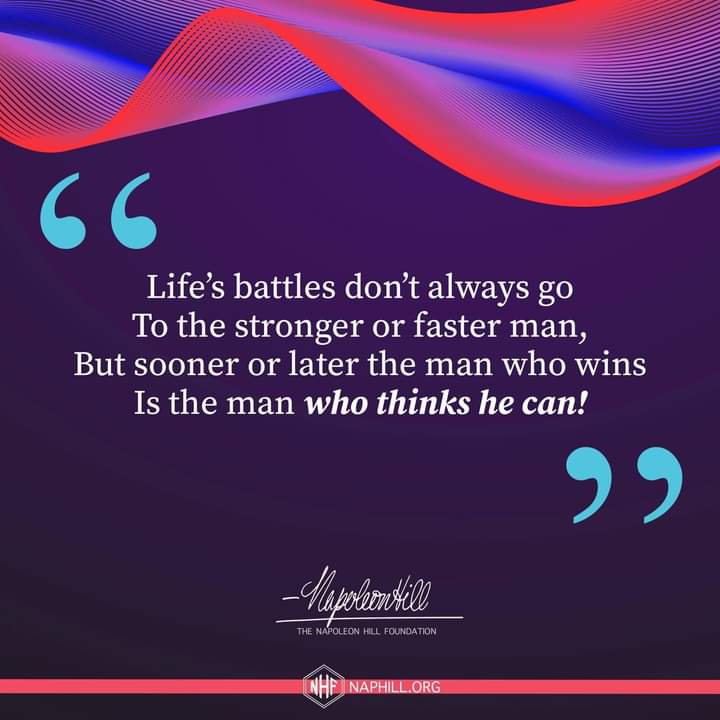 “
Life’s battles don’t always go
To the stronger or faster man,
But sooner or later the man who wins
Is the man who thinks he can!
”
–Napoleon Hill
THE NAPOLEON HILL FOUNDATION
NHF NAPHILL.ORG